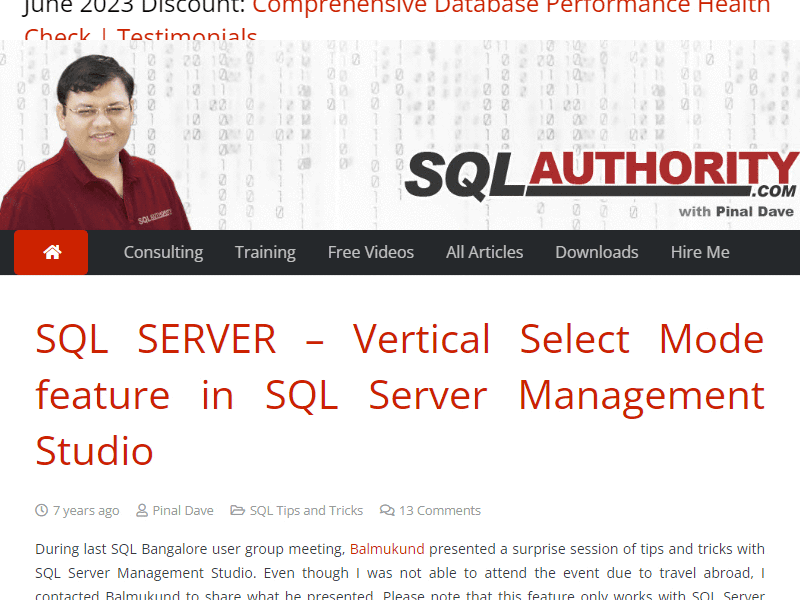 June 2023 Discount: Comprehensive Database Performance Health
Check | Testimonials
SQLAUTHORITY
.COM
with Pinal Dave
SQLAUTHORITY
Consulting Training Free Videos All Articles Downloads Hire Me
SQL SERVER – Vertical Select Mode
feature in SQL Server Management
Studio
7 years ago Pinal Dave SQL Tips and Tricks 13 Comments
During last SQL Bangalore user group meeting, Balmukund presented a surprise session of tips and tricks with
SQL Server Management Studio. Even though I was not able to attend the event due to travel abroad, I
contacted Balmukund to share what he presented. Please note that this feature only works with SQL Server